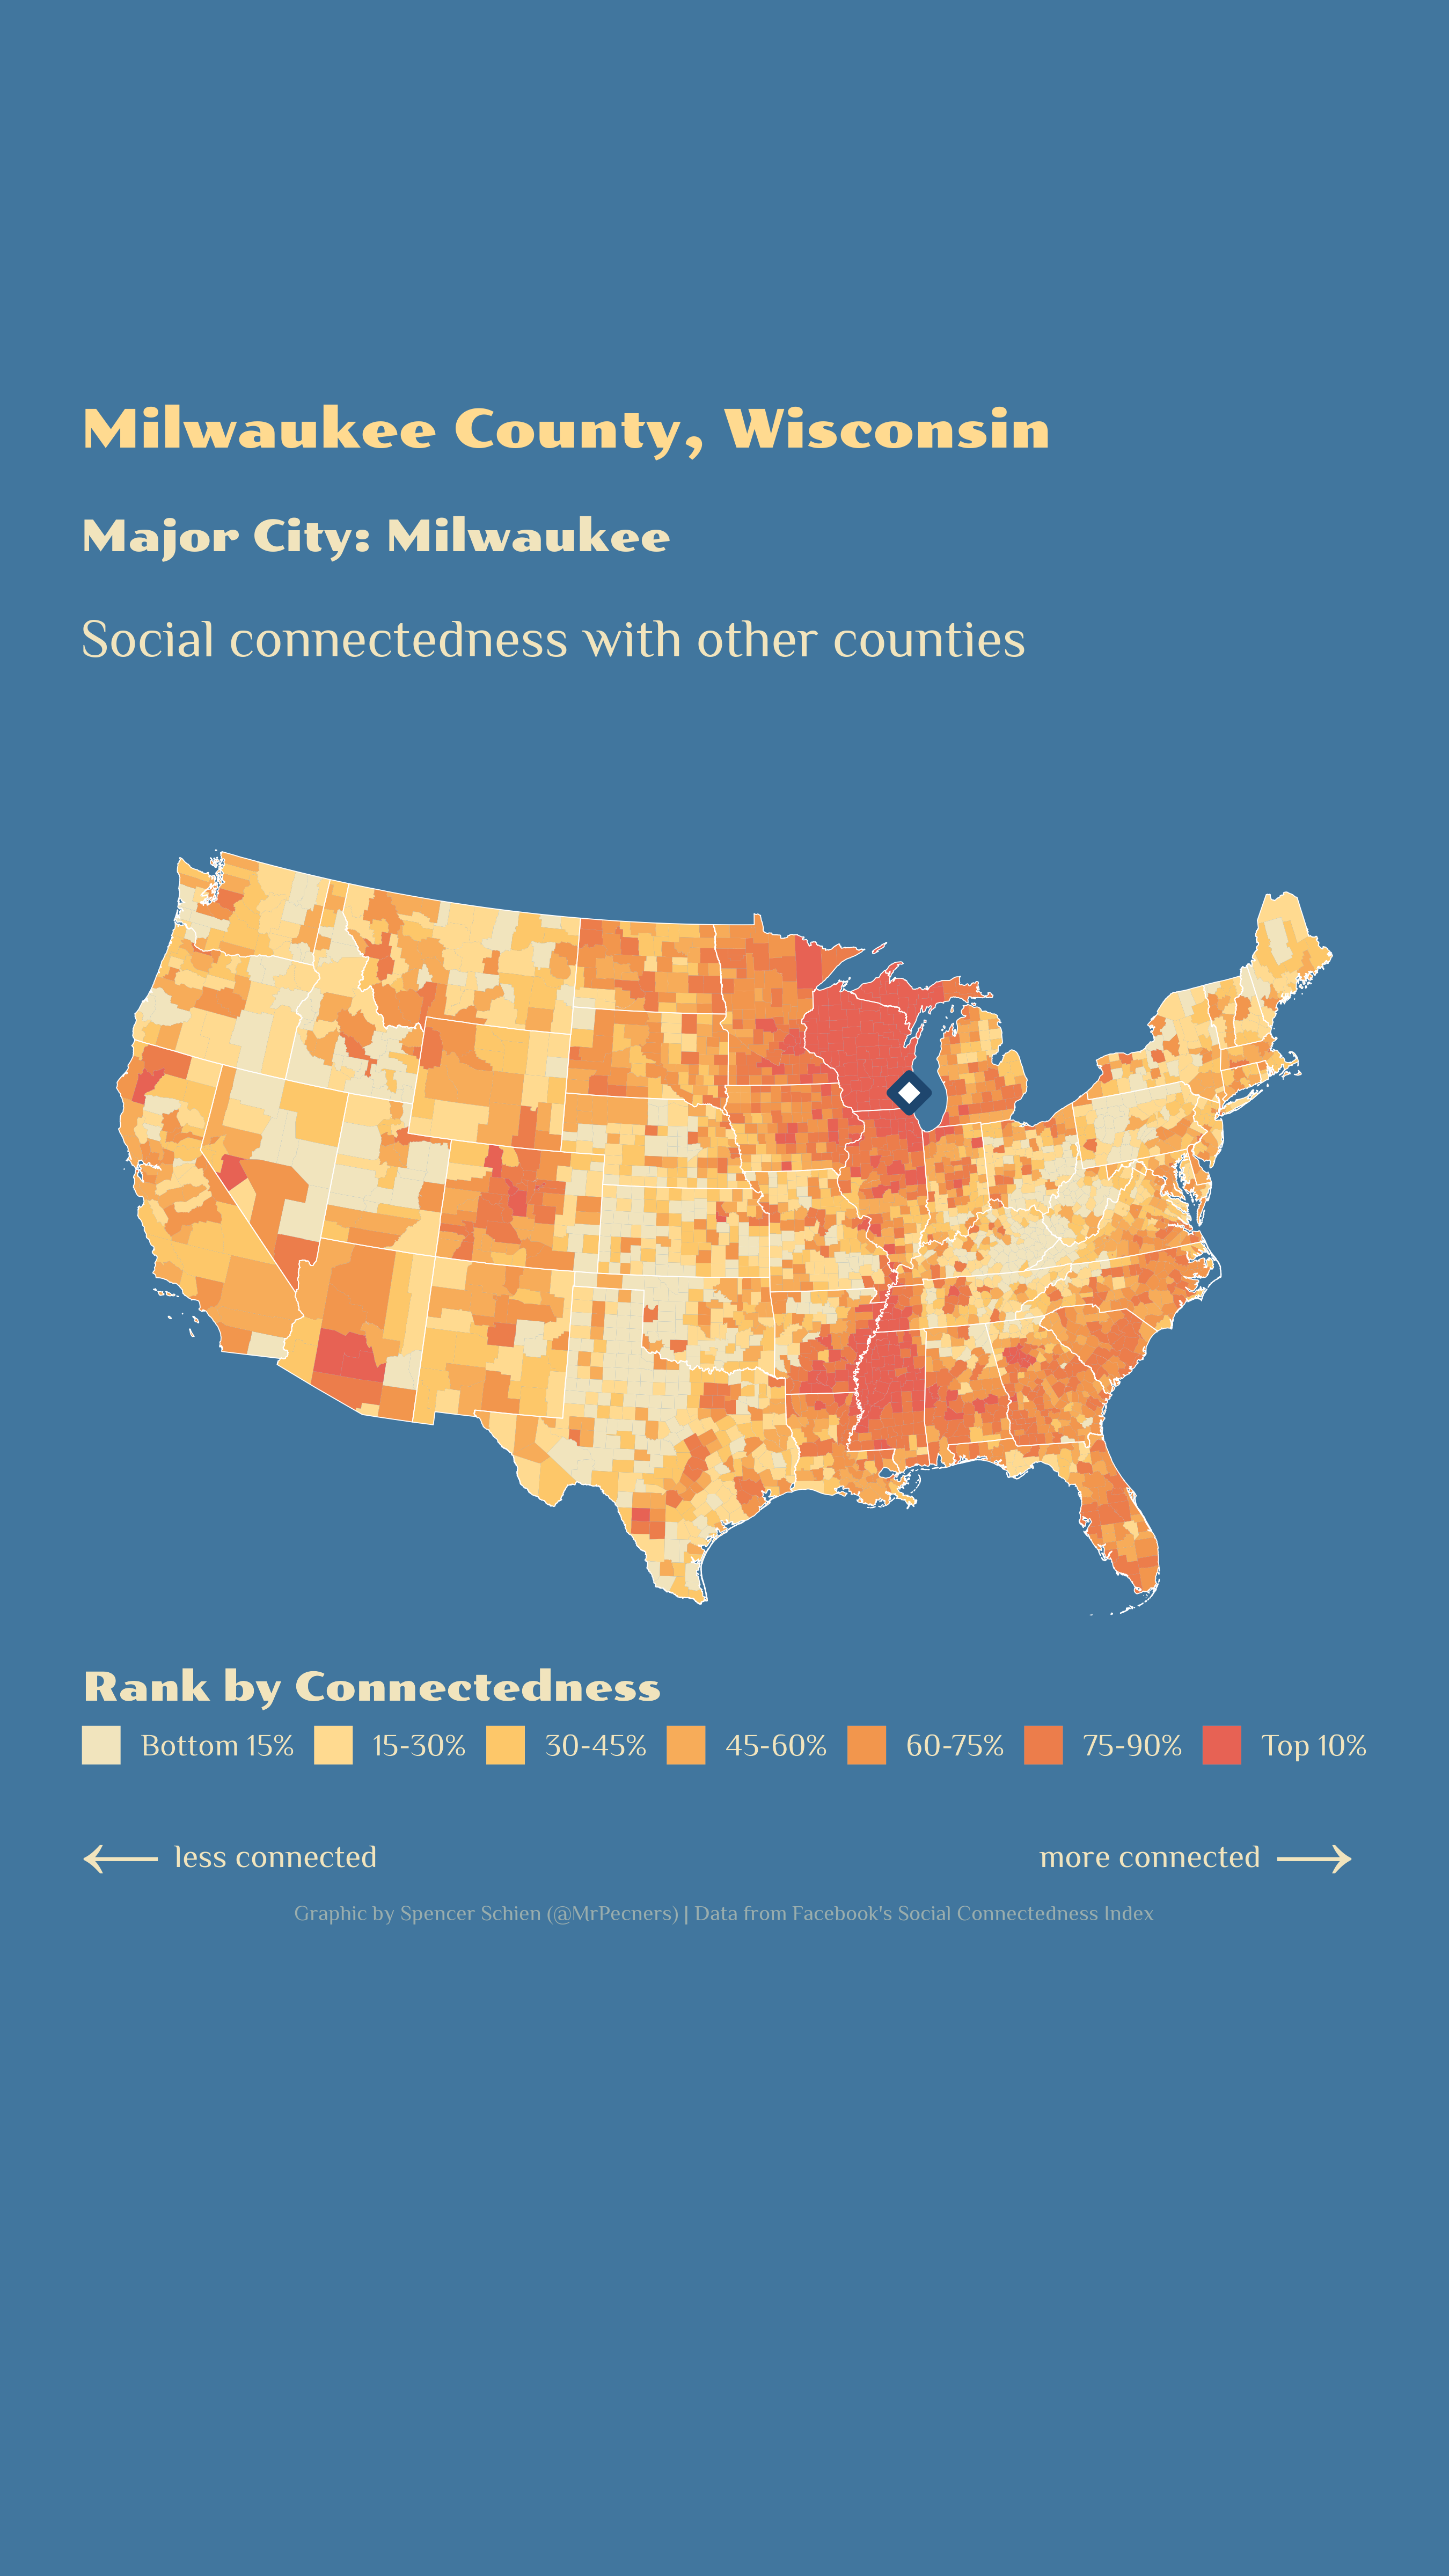 Milwaukee County, Wisconsin
Major City: Milwaukee
Social connectedness with other counties
Rank by Connectedness
Bottom 15% 15-30% 30-45% 45-60% 60-75% 75-90% Top 10%
less connected more connected
Graphic by Spencer Schien (@MrPecners) | Data from Facebook's Social Connectedness Index